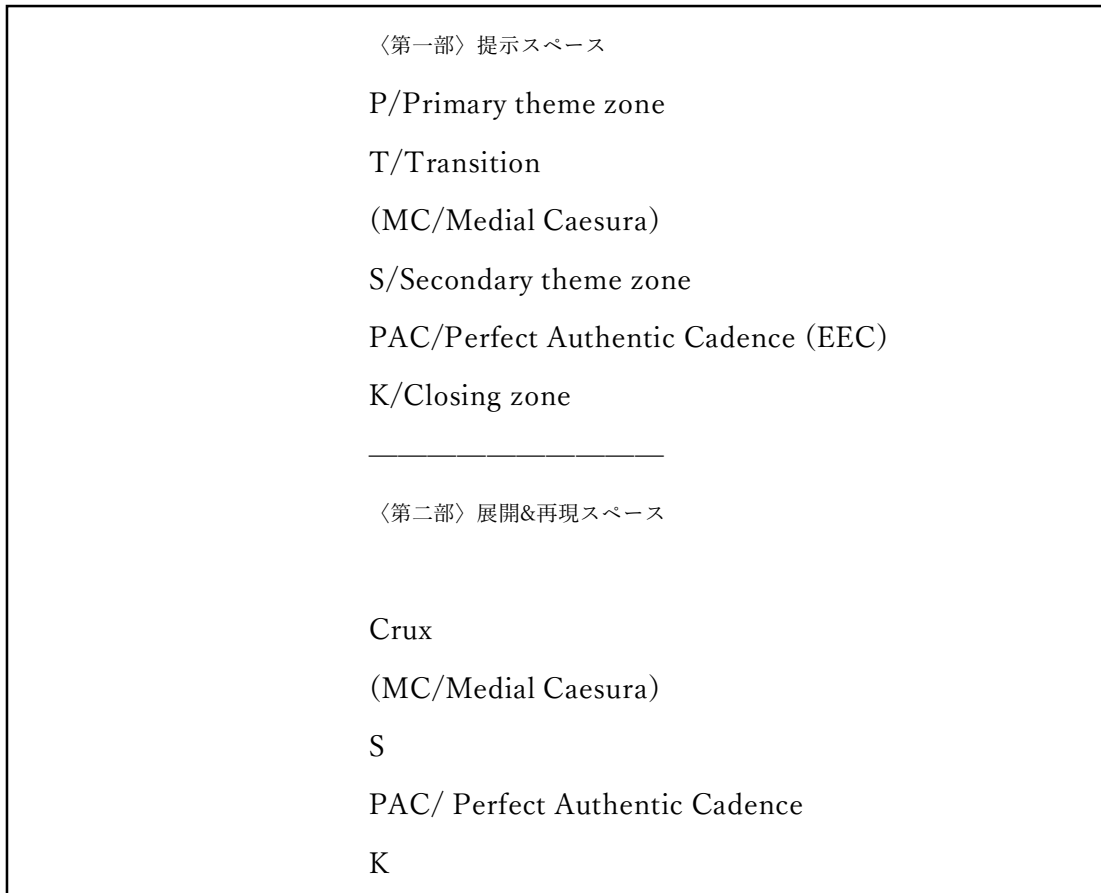 〈第一部〉提示スペース
P/Primary theme zone
T/Transition
(MC/Medial Caesura)
S/Secondary theme zone
PAC/Perfect Authentic Cadence (EEC)
K/Closing zone
〈第二部〉展開&再現スペース
Crux
(MC/Medial Caesura)
S
PAC/ Perfect Authentic Cadence
K